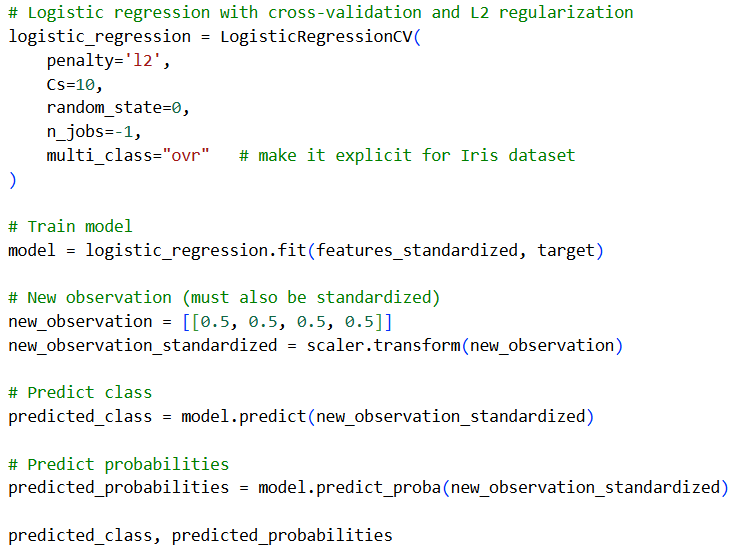 # Logistic regression with cross-validation and L2 regularization
logistic_regression = LogisticRegressionCV(
    penalty='l2',
    Cs=10,
    random_state=0,
    n_jobs=-1,
    multi_class="ovr"   # make it explicit for Iris dataset
)

# Train model
model = logistic_regression.fit(features_standardized, target)

# New observation (must also be standardized)
new_observation = [[0.5, 0.5, 0.5, 0.5]]
new_observation_standardized = scaler.transform(new_observation)

# Predict class
predicted_class = model.predict(new_observation_standardized)

# Predict probabilities
predicted_probabilities = model.predict_proba(new_observation_standardized)

predicted_class, predicted_probabilities